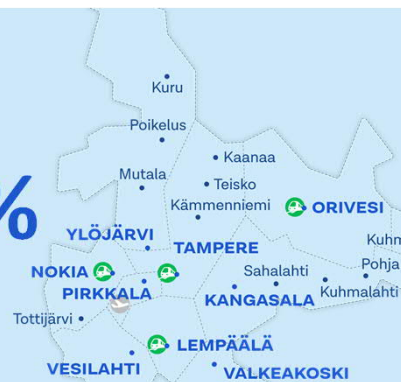 Kuru
Poikelus
Kaanaa
Mutala
Teisko
Kämmenniemi
ORIVESI
%
YLÖJÄRVI
TAMPERE
Kuhm
NOKIA
Sahalahti
Pohja
PIRKKALA
KANGASALA
Kuhmalahti
Tottijärvi
LEMPÄÄLÄ
VESILAHTI
VALKEAKOSKI